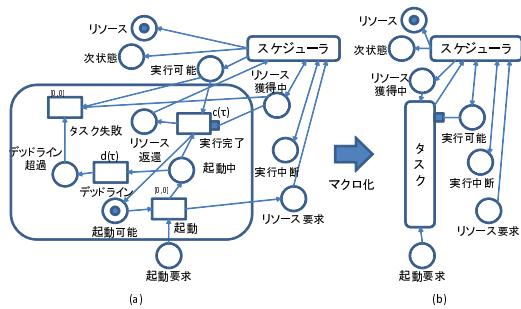 リソース
次状態
スケジューラ
実行可能
リソース
獲得中
[0,0]
タスク失敗
c(τ)
リソース
返還
実行完了
デッドライン
超過
d(τ)
デッドライン
起動中
実行中断
[0,0]
起動可能
起動
リソース要求
起動要求
(a)
マクロ化
リソース
次状態
スケジューラ
リソース
獲得中
タスク
実行可能
実行中断
リソース要求
起動要求
(b)